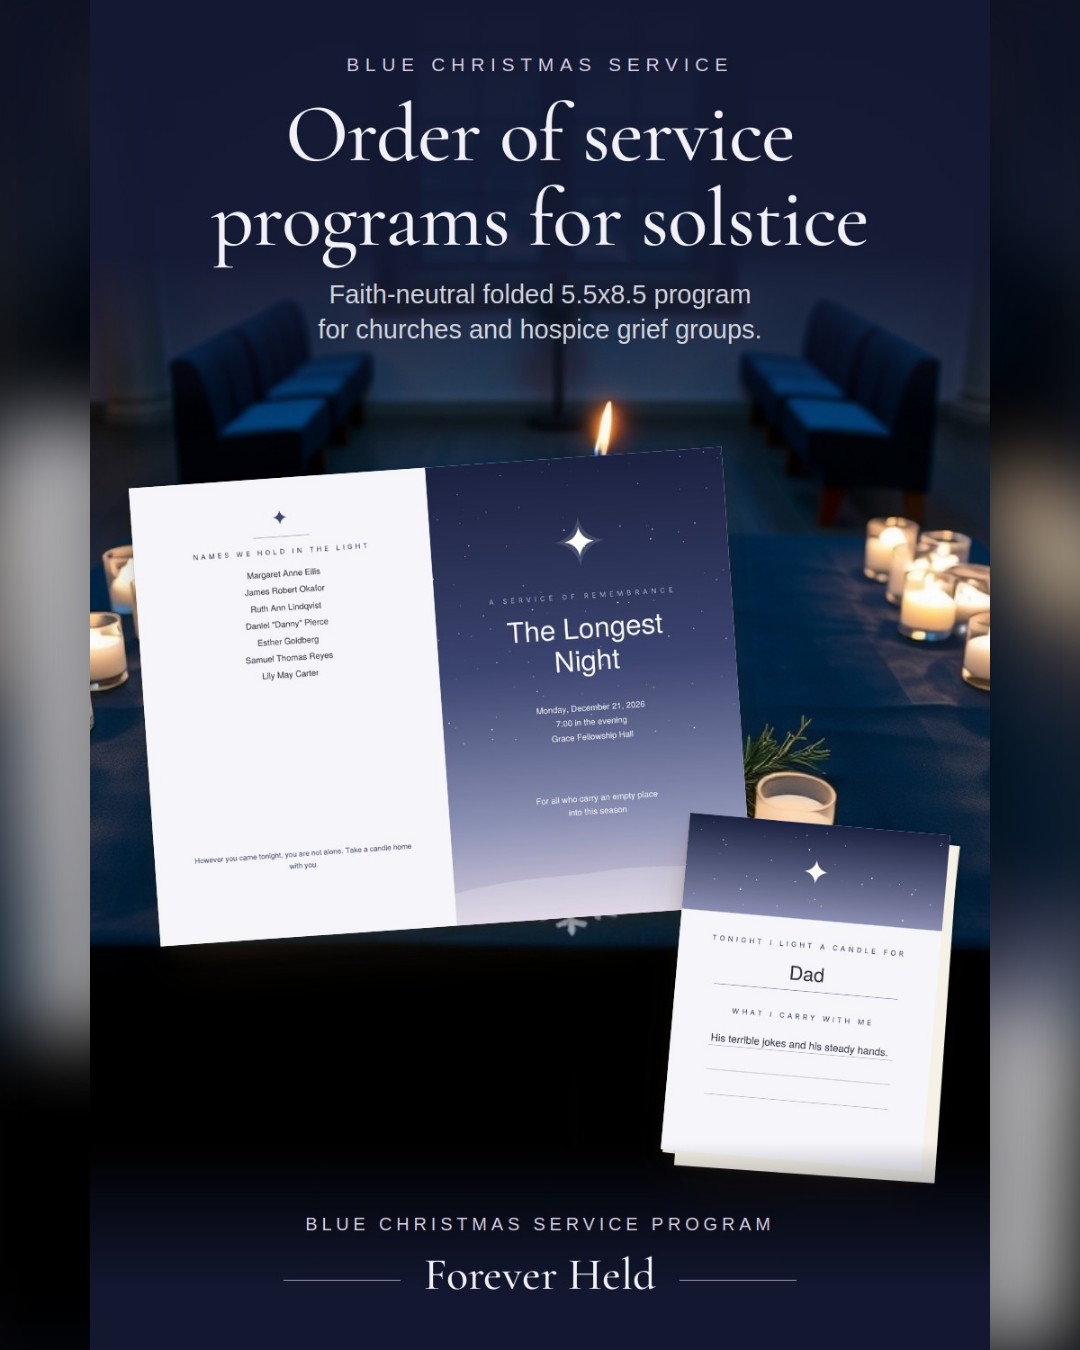 BLUE CHRISTMAS SERVICE
Order of service
programs for solstice
Faith-neutral folded 5.5x8.5 program
for churches and hospice grief groups.
NAMES WE HOLD IN THE LIGHT
Margaret Anne Ellis
James Robert Okafor
Ruth Ann Lindqvist
Daniel "Danny" Pierce
Esther Goldberg
Samuel Thomas Reyes
Lily May Carter
However you came tonight, you are not alone. Take a candle home
with you.
A SERVICE OF REMEMBRANCE
The Longest
Night
Monday, December 21, 2026
7:00 in the evening
Grace Fellowship Hall
For all who carry an empty place
into this season
TONIGHT I LIGHT A CANDLE FOR
Dad
WHAT I CARRY WITH ME
His terrible jokes and his steady hands.
BLUE CHRISTMAS SERVICE PROGRAM
Forever Held